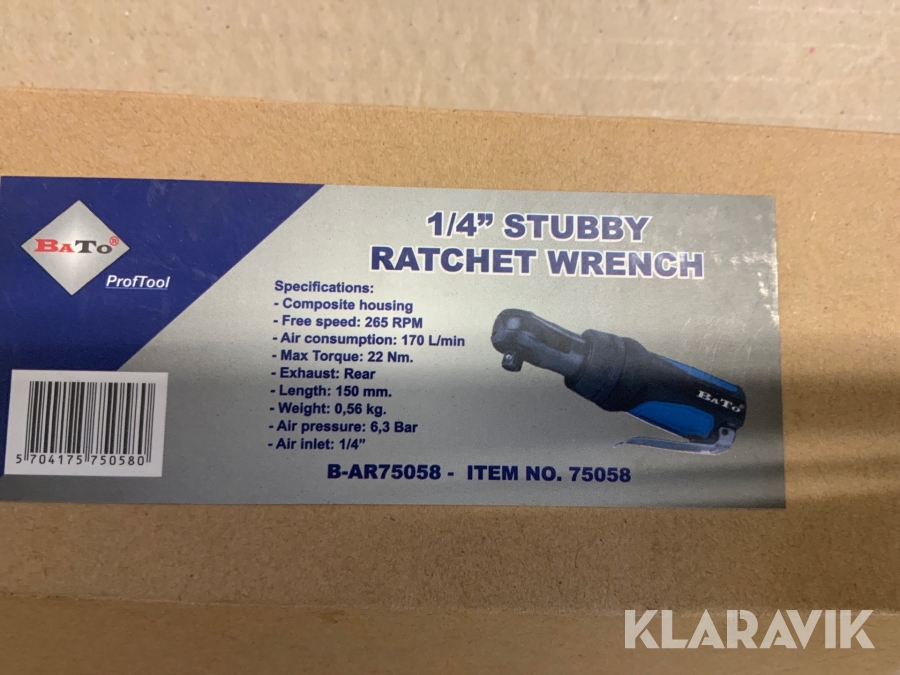 BATO®
ProfTool
1/4” STUBBY
RATCHET WRENCH
Specifications:
- Composite housing
- Free speed: 265 RPM
- Air consumption: 170 L/min
- Max Torque: 22 Nm.
- Exhaust: Rear
- Length: 150 mm.
- Weight: 0,56 kg.
- Air pressure: 6,3 Bar
- Air inlet: 1/4”
BATO®
5 704175 750580
B-AR75058 - ITEM NO. 75058
KLARAVIK